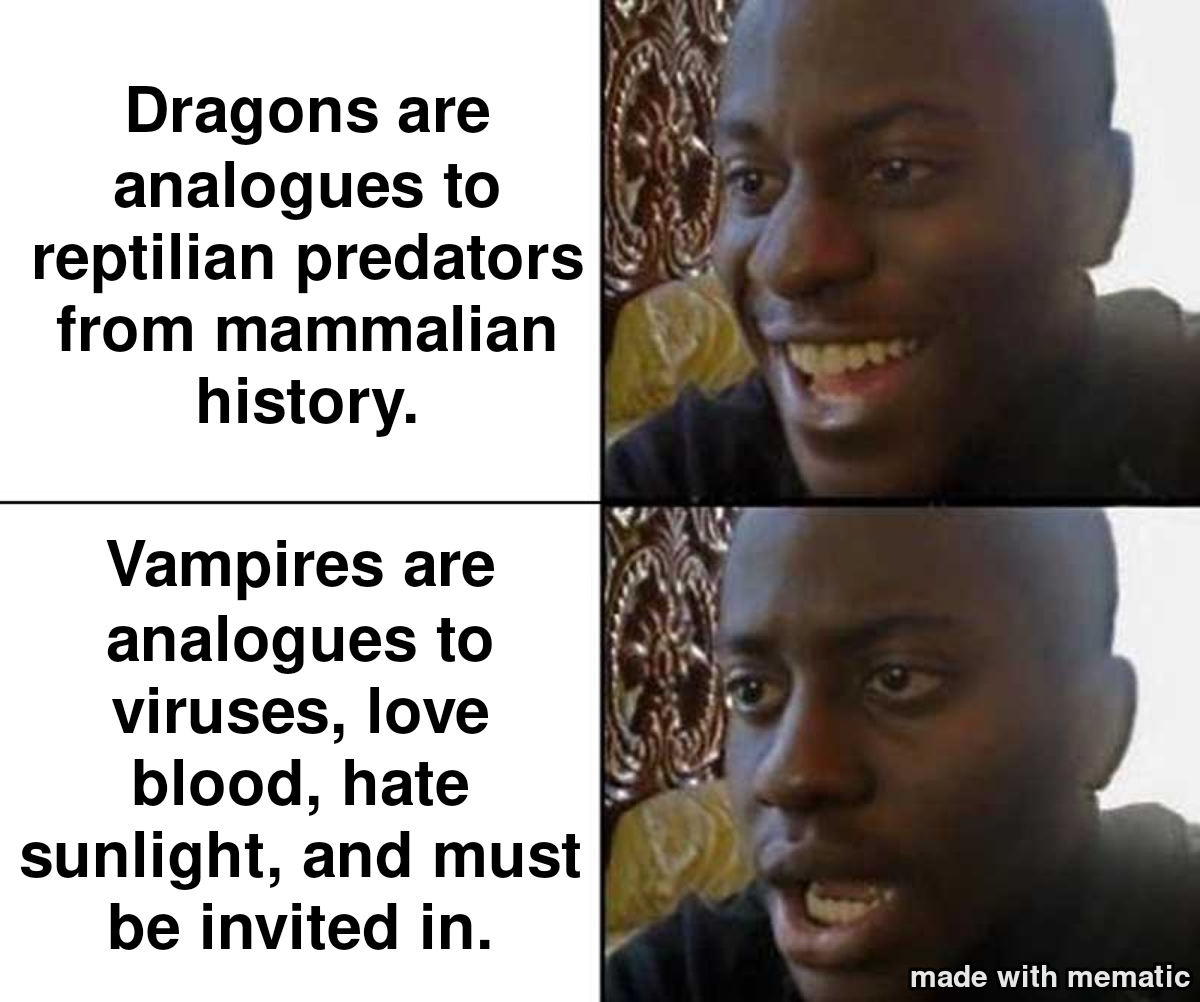 Dragons are
analogues to
reptilian predators
from mammalian
history.
Vampires are
analogues to
viruses, love
blood, hate
sunlight, and must
be invited in.
made with mematic